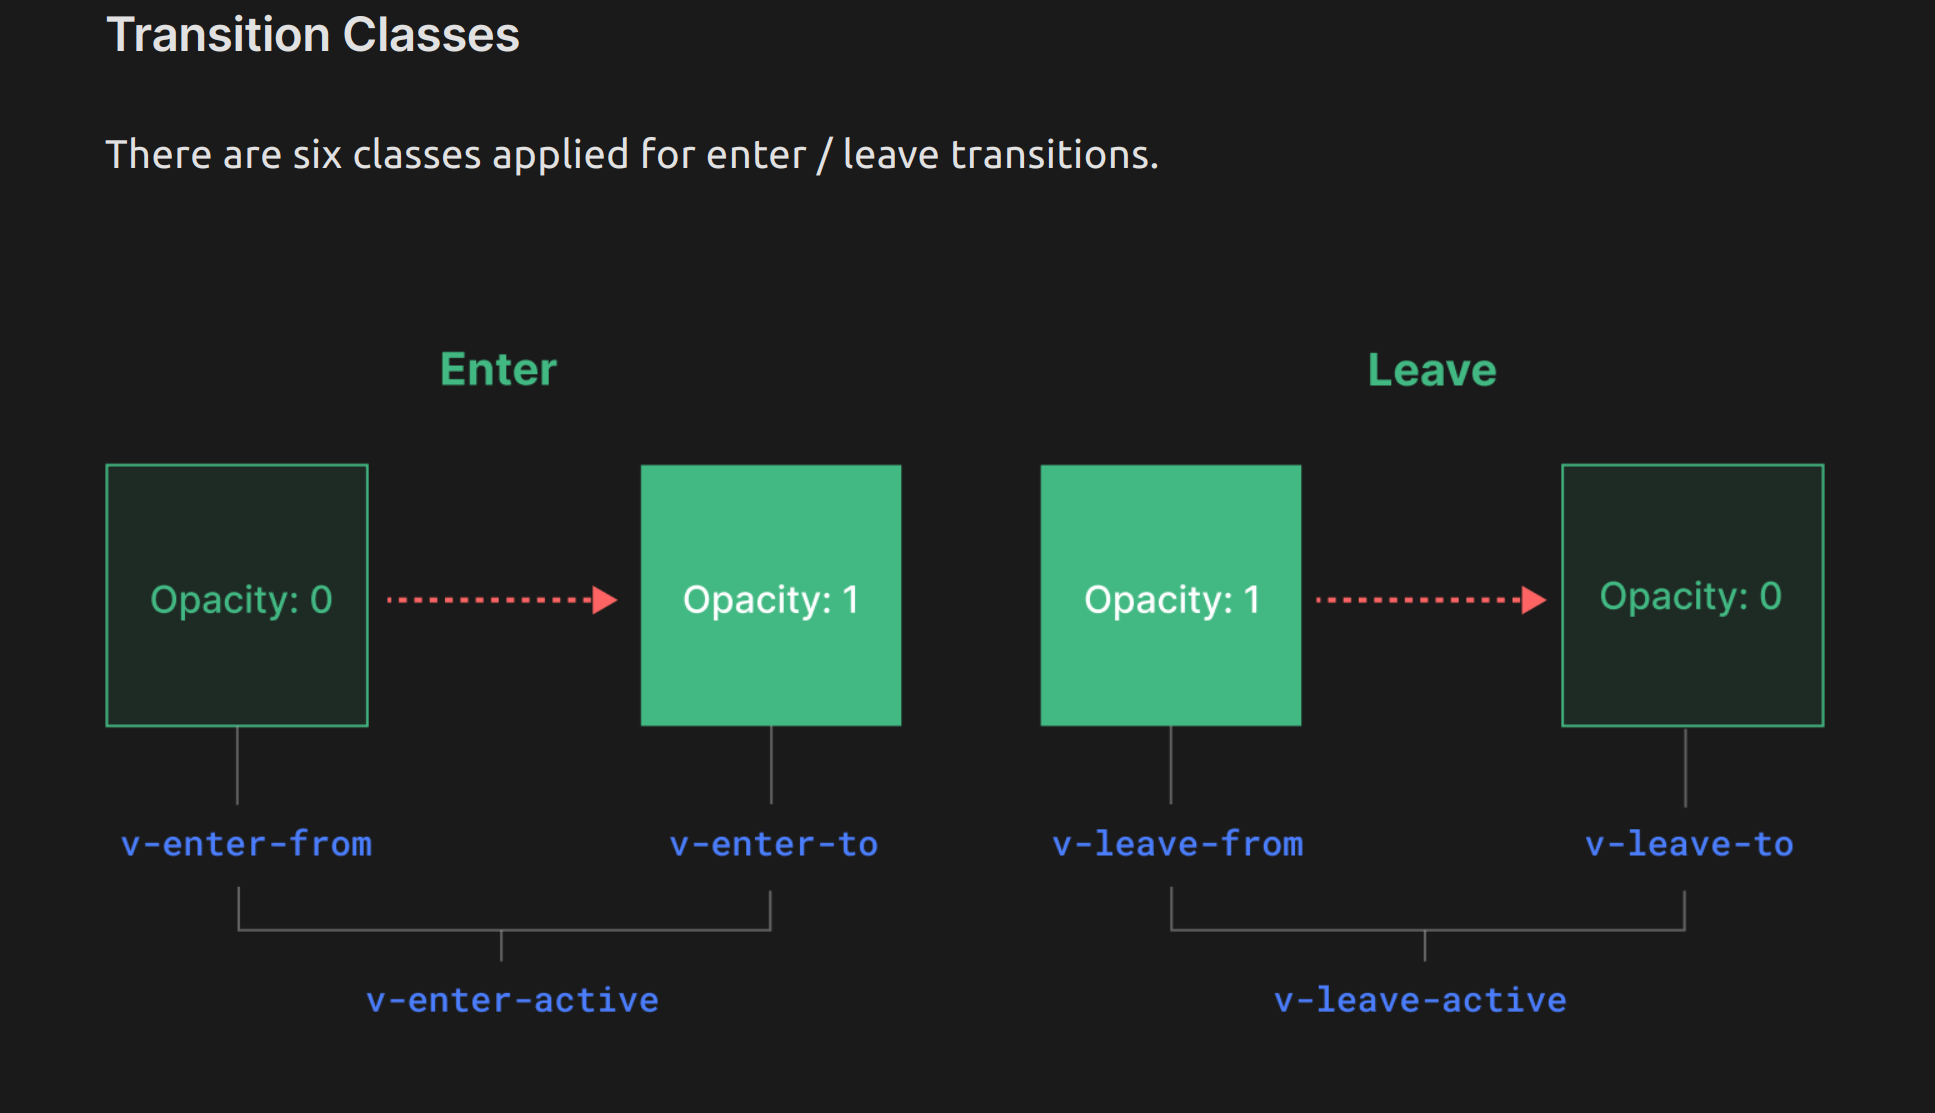 Transition Classes
There are six classes applied for enter / leave transitions.
Enter
Leave
Opacity: 0
Opacity: 1
Opacity: 1
Opacity: 0
v-enter-from
v-enter-to
v-leave-from
v-leave-to
v-enter-active
v-leave-active